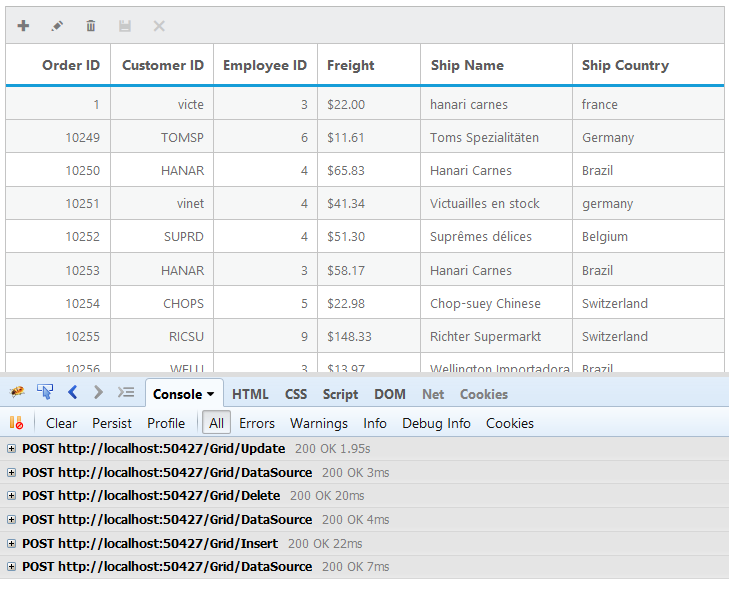 Order ID Customer ID Employee ID Freight Ship Name Ship Country
1 victe 3 $22.00 hanari carnes france
10249 TOMSP 6 $11.61 Toms Spezialitäten Germany
10250 HANAR 4 $65.83 Hanari Carnes Brazil
10251 vinet 4 $41.34 Victuailles en stock germany
10252 SUPRD 4 $51.30 Suprêmes délices Belgium
10253 HANAR 3 $58.17 Hanari Carnes Brazil
10254 CHOPS 5 $22.98 Chop-suey Chinese Switzerland
10255 RICSU 9 $148.33 Richter Supermarkt Switzerland
10256 WELLI 3 $13.97 Wellington Importadora Brazil
Console HTML CSS Script DOM Net Cookies
Clear Persist Profile All Errors Warnings Info Debug Info Cookies
POST http://localhost:50427/Grid/Update 200 OK 1.95s
POST http://localhost:50427/Grid/DataSource 200 OK 3ms
POST http://localhost:50427/Grid/Delete 200 OK 20ms
POST http://localhost:50427/Grid/DataSource 200 OK 4ms
POST http://localhost:50427/Grid/Insert 200 OK 22ms
POST http://localhost:50427/Grid/DataSource 200 OK 7ms